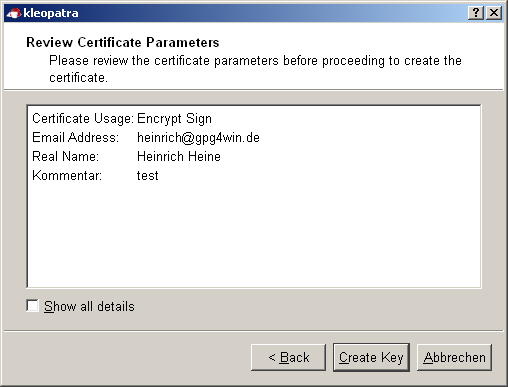 kleopatra
Review Certificate Parameters
Please review the certificate parameters before proceeding to create the
certificate.
Certificate Usage: Encrypt Sign
Email Address: heinrich@gpg4win.de
Real Name: Heinrich Heine
Kommentar: test
Show all details
< Back Create Key Abbrechen